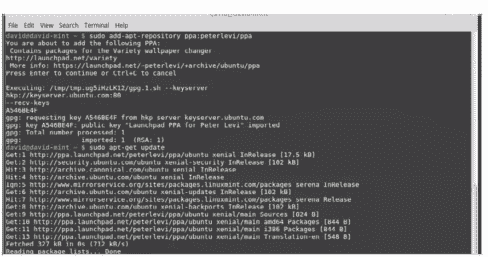 File Edit View Search Terminal Help
david@david-mint ~ $ sudo add-apt-repository ppa:peterlevi/ppa
You are about to add the following PPA:
Contains packages for the Variety wallpaper changer
http://launchpad.net/variety
More info: https://launchpad.net/~peterlevi/+archive/ubuntu/ppa
Press Enter to continue or Ctrl+C to cancel
Executing: /tmp/tmp.ug5iHzLK12/gpg.1.sh --keyserver
hkp://keyserver.ubuntu.com:80
--recv-keys
A546BE4F
gpg: requesting key A546BE4F from hkp server keyserver.ubuntu.com
gpg: key A546BE4F: public key "Launchpad PPA for Peter Levi" imported
gpg: Total number processed: 1
gpg: imported: 1 (RSA: 1)
david@david-mint ~ $ sudo apt-get update
Get:1 http://ppa.launchpad.net/peterlevi/ppa/ubuntu xenial InRelease [17.5 kB]
Get:2 http://security.ubuntu.com/ubuntu xenial-security InRelease [102 kB]
Hit:3 http://archive.canonical.com/ubuntu xenial InRelease
Hit:4 http://archive.ubuntu.com/ubuntu xenial InRelease
Ign:5 http://www.mirrorservice.org/sites/packages.linuxmint.com/packages serena InRelease
Get:6 http://archive.ubuntu.com/ubuntu xenial-updates InRelease [102 kB]
Hit:7 http://www.mirrorservice.org/sites/packages.linuxmint.com/packages serena Release
Get:8 http://archive.ubuntu.com/ubuntu xenial-backports InRelease [102 kB]
Get:9 http://ppa.launchpad.net/peterlevi/ppa/ubuntu xenial/main Sources [624 B]
Get:10 http://ppa.launchpad.net/peterlevi/ppa/ubuntu xenial/main amd64 Packages [844 B]
Get:11 http://ppa.launchpad.net/peterlevi/ppa/ubuntu xenial/main i386 Packages [844 B]
Get:13 http://ppa.launchpad.net/peterlevi/ppa/ubuntu xenial/main Translation-en [548 B]
Fetched 327 kB in 0s (712 kB/s)
Reading package lists... Done